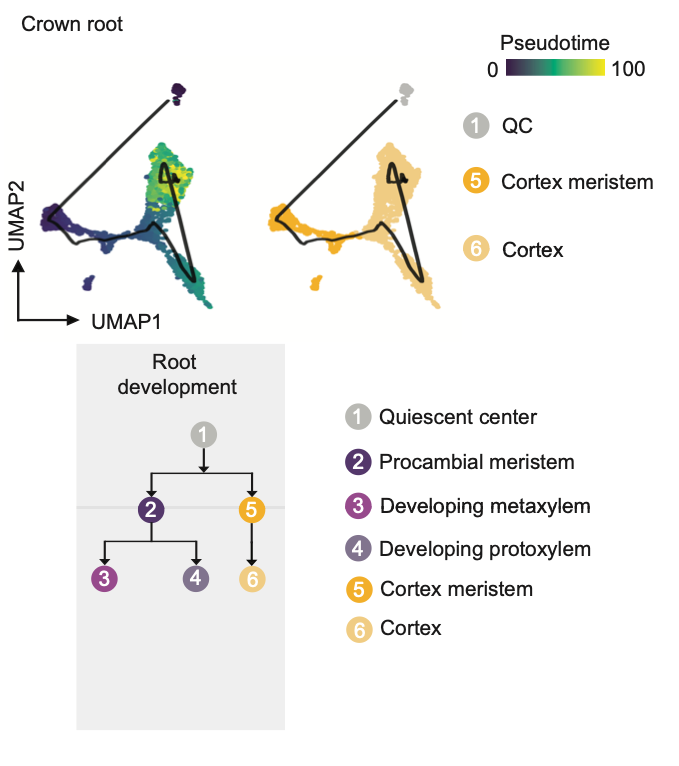 Crown root
Pseudotime
0 100
1 QC
5 Cortex meristem
6 Cortex
UMAP2
UMAP1
Root
development
1
2 5
3 4 6
1 Quiescent center
2 Procambial meristem
3 Developing metaxylem
4 Developing protoxylem
5 Cortex meristem
6 Cortex